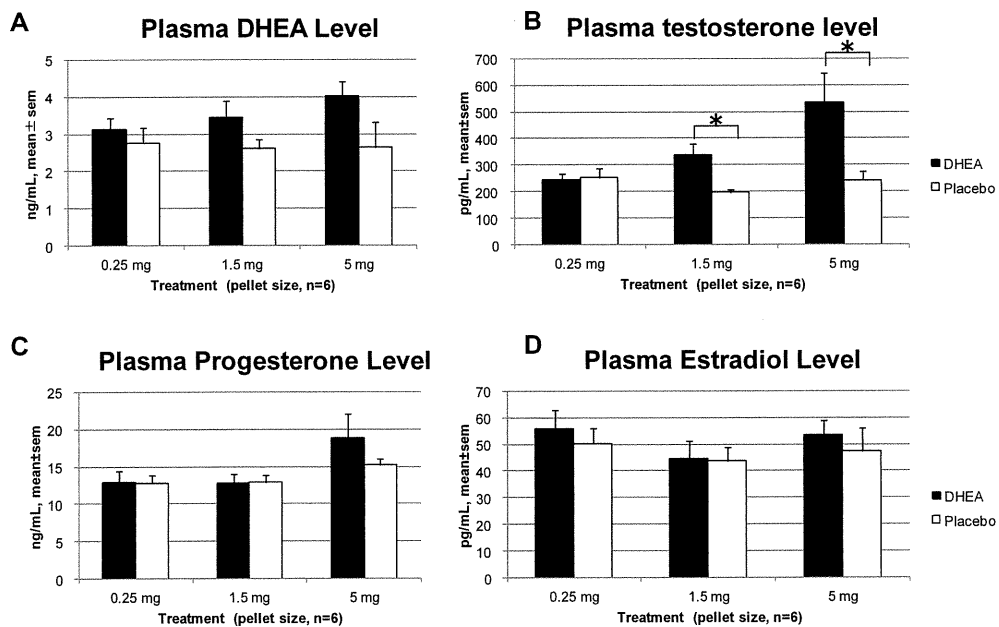 A
Plasma DHEA Level
ng/mL, mean± sem
5
4
3
2
1
0
0.25 mg
1.5 mg
5 mg
Treatment (pellet size, n=6)
B
Plasma testosterone level
pg/mL, mean±sem
700
600
500
400
300
200
100
0
*
*
0.25 mg
1.5 mg
5 mg
Treatment (pellet size, n=6)
DHEA
Placebo
C
Plasma Progesterone Level
ng/mL, mean±sem
25
20
15
10
5
0
0.25 mg
1.5 mg
5 mg
Treatment (pellet size, n=6)
D
Plasma Estradiol Level
pg/mL, mean±sem
70
60
50
40
30
20
10
0
0.25 mg
1.5 mg
5 mg
Treatment (pellet size, n=6)
DHEA
Placebo